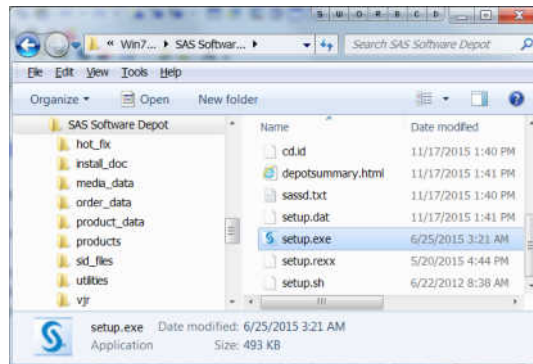 S W O R B C D
« Win7... ▸ SAS Softwar... ▸ Search SAS Software Depot
File Edit View Tools Help
Organize Open New folder
SAS Software Depot
hot_fix
install_doc
media_data
order_data
product_data
products
sid_files
utilities
vjr
Name Date modified
cd.id 11/17/2015 1:40 PM
depotsummary.html 11/17/2015 1:41 PM
sassd.txt 11/17/2015 1:40 PM
setup.dat 11/17/2015 1:41 PM
setup.exe 6/25/2015 3:21 AM
setup.rexx 5/20/2015 4:44 PM
setup.sh 6/22/2012 8:38 AM
setup.exe Date modified: 6/25/2015 3:21 AM
Application Size: 493 KB